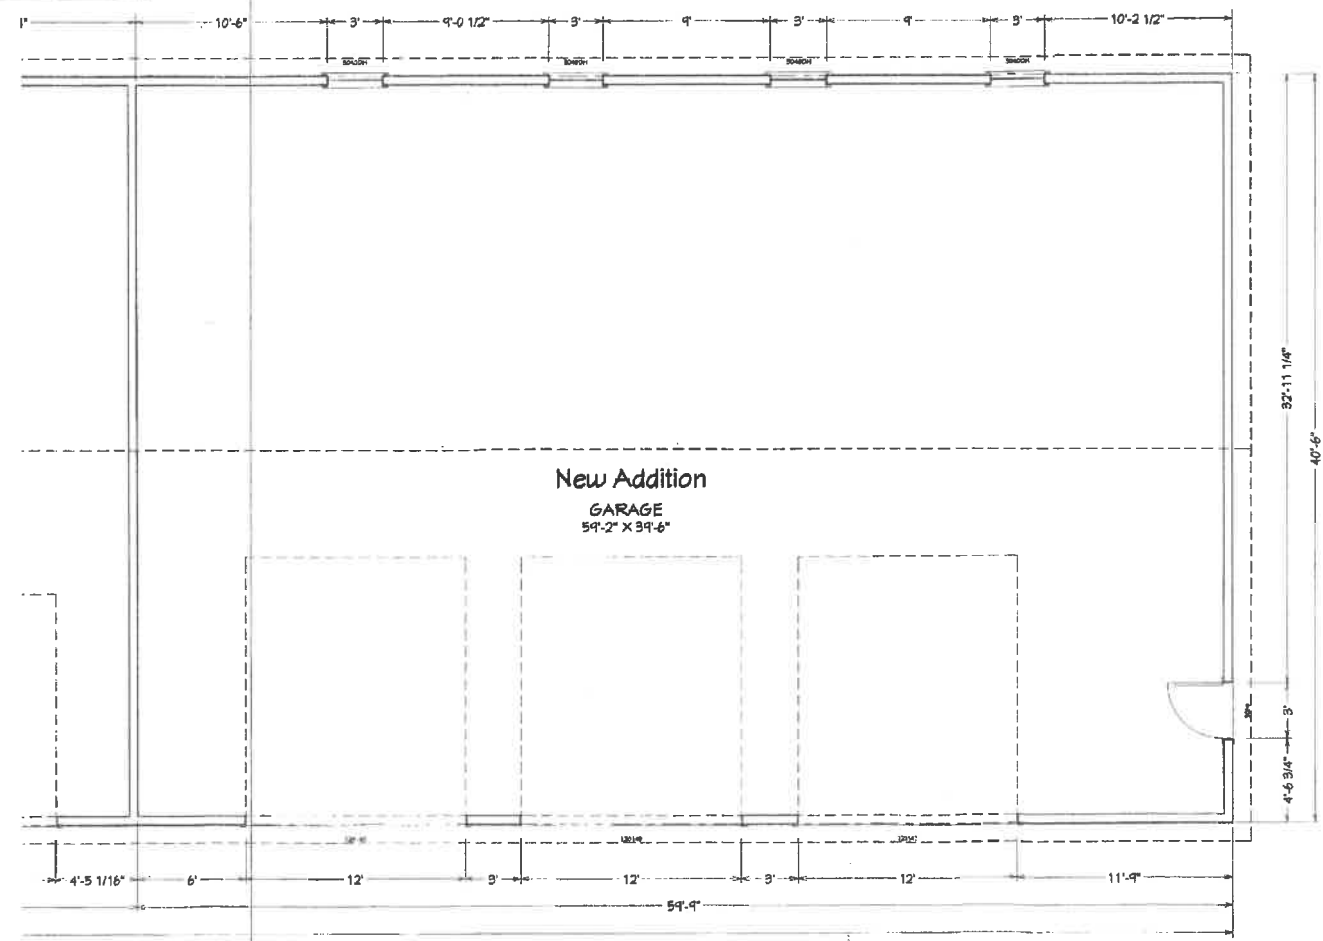 1" 10'-6" 3' 9'-0 1/2" 3' 9' 3' 9' 3' 10'-2 1/2"
32'-11 1/4"
40'-6"
New Addition
GARAGE
59'-2" X 39'-6"
3'
4'-6 3/4"
4'-5 1/16" 6' 12' 3' 12' 3' 12' 11'-9"
59'-9"